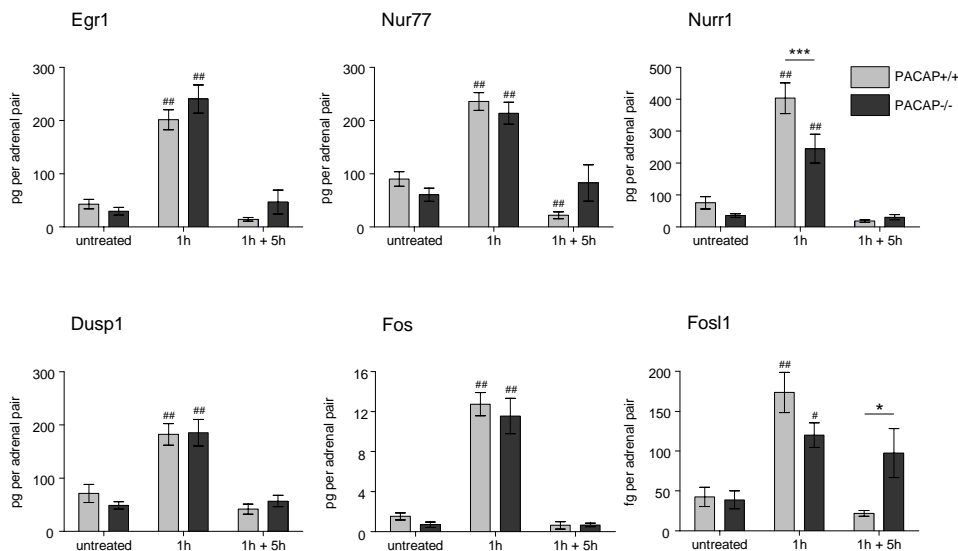 Egr1
Nur77
Nurr1
pg per adrenal pair
300
200
100
0
##
##
untreated
1h
1h + 5h
pg per adrenal pair
300
200
100
0
##
##
##
untreated
1h
1h + 5h
pg per adrenal pair
500
400
300
200
100
0
***
##
##
untreated
1h
1h + 5h
PACAP+/+
PACAP-/-
Dusp1
Fos
Fosl1
pg per adrenal pair
300
200
100
0
##
##
untreated
1h
1h + 5h
pg per adrenal pair
16
12
8
4
0
##
##
untreated
1h
1h + 5h
fg per adrenal pair
200
150
100
50
0
##
#
*
untreated
1h
1h + 5h